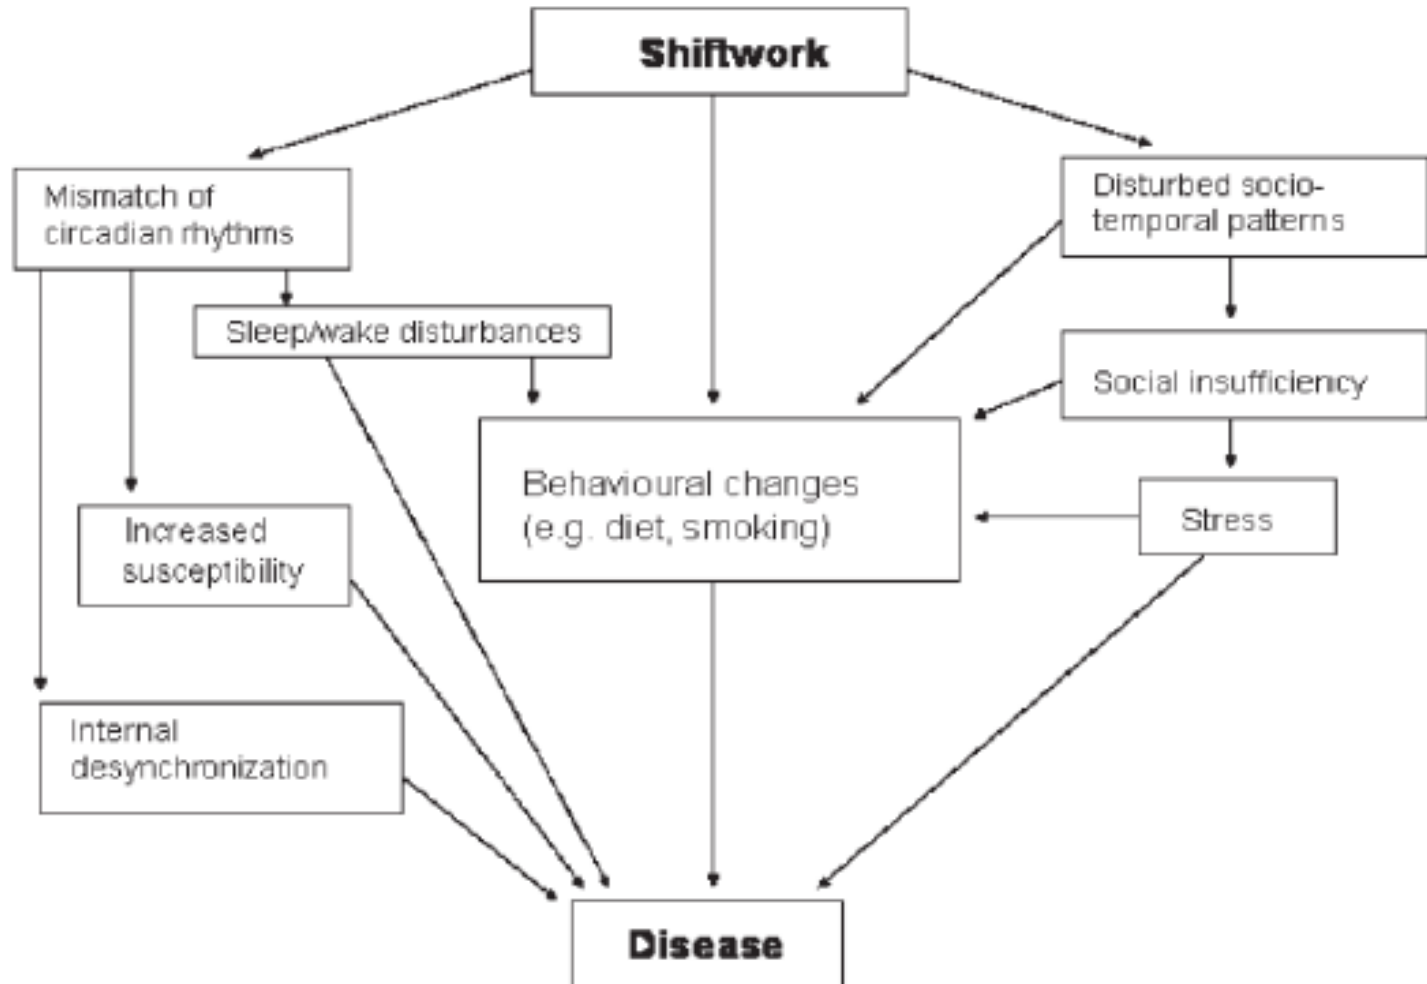 Shiftwork
Mismatch of
circadian rhythms
Disturbed socio-
temporal patterns
Sleep/wake disturbances
Social insufficiency
Behavioural changes
(e.g. diet, smoking)
Stress
Increased
susceptibility
Internal
desynchronization
Disease